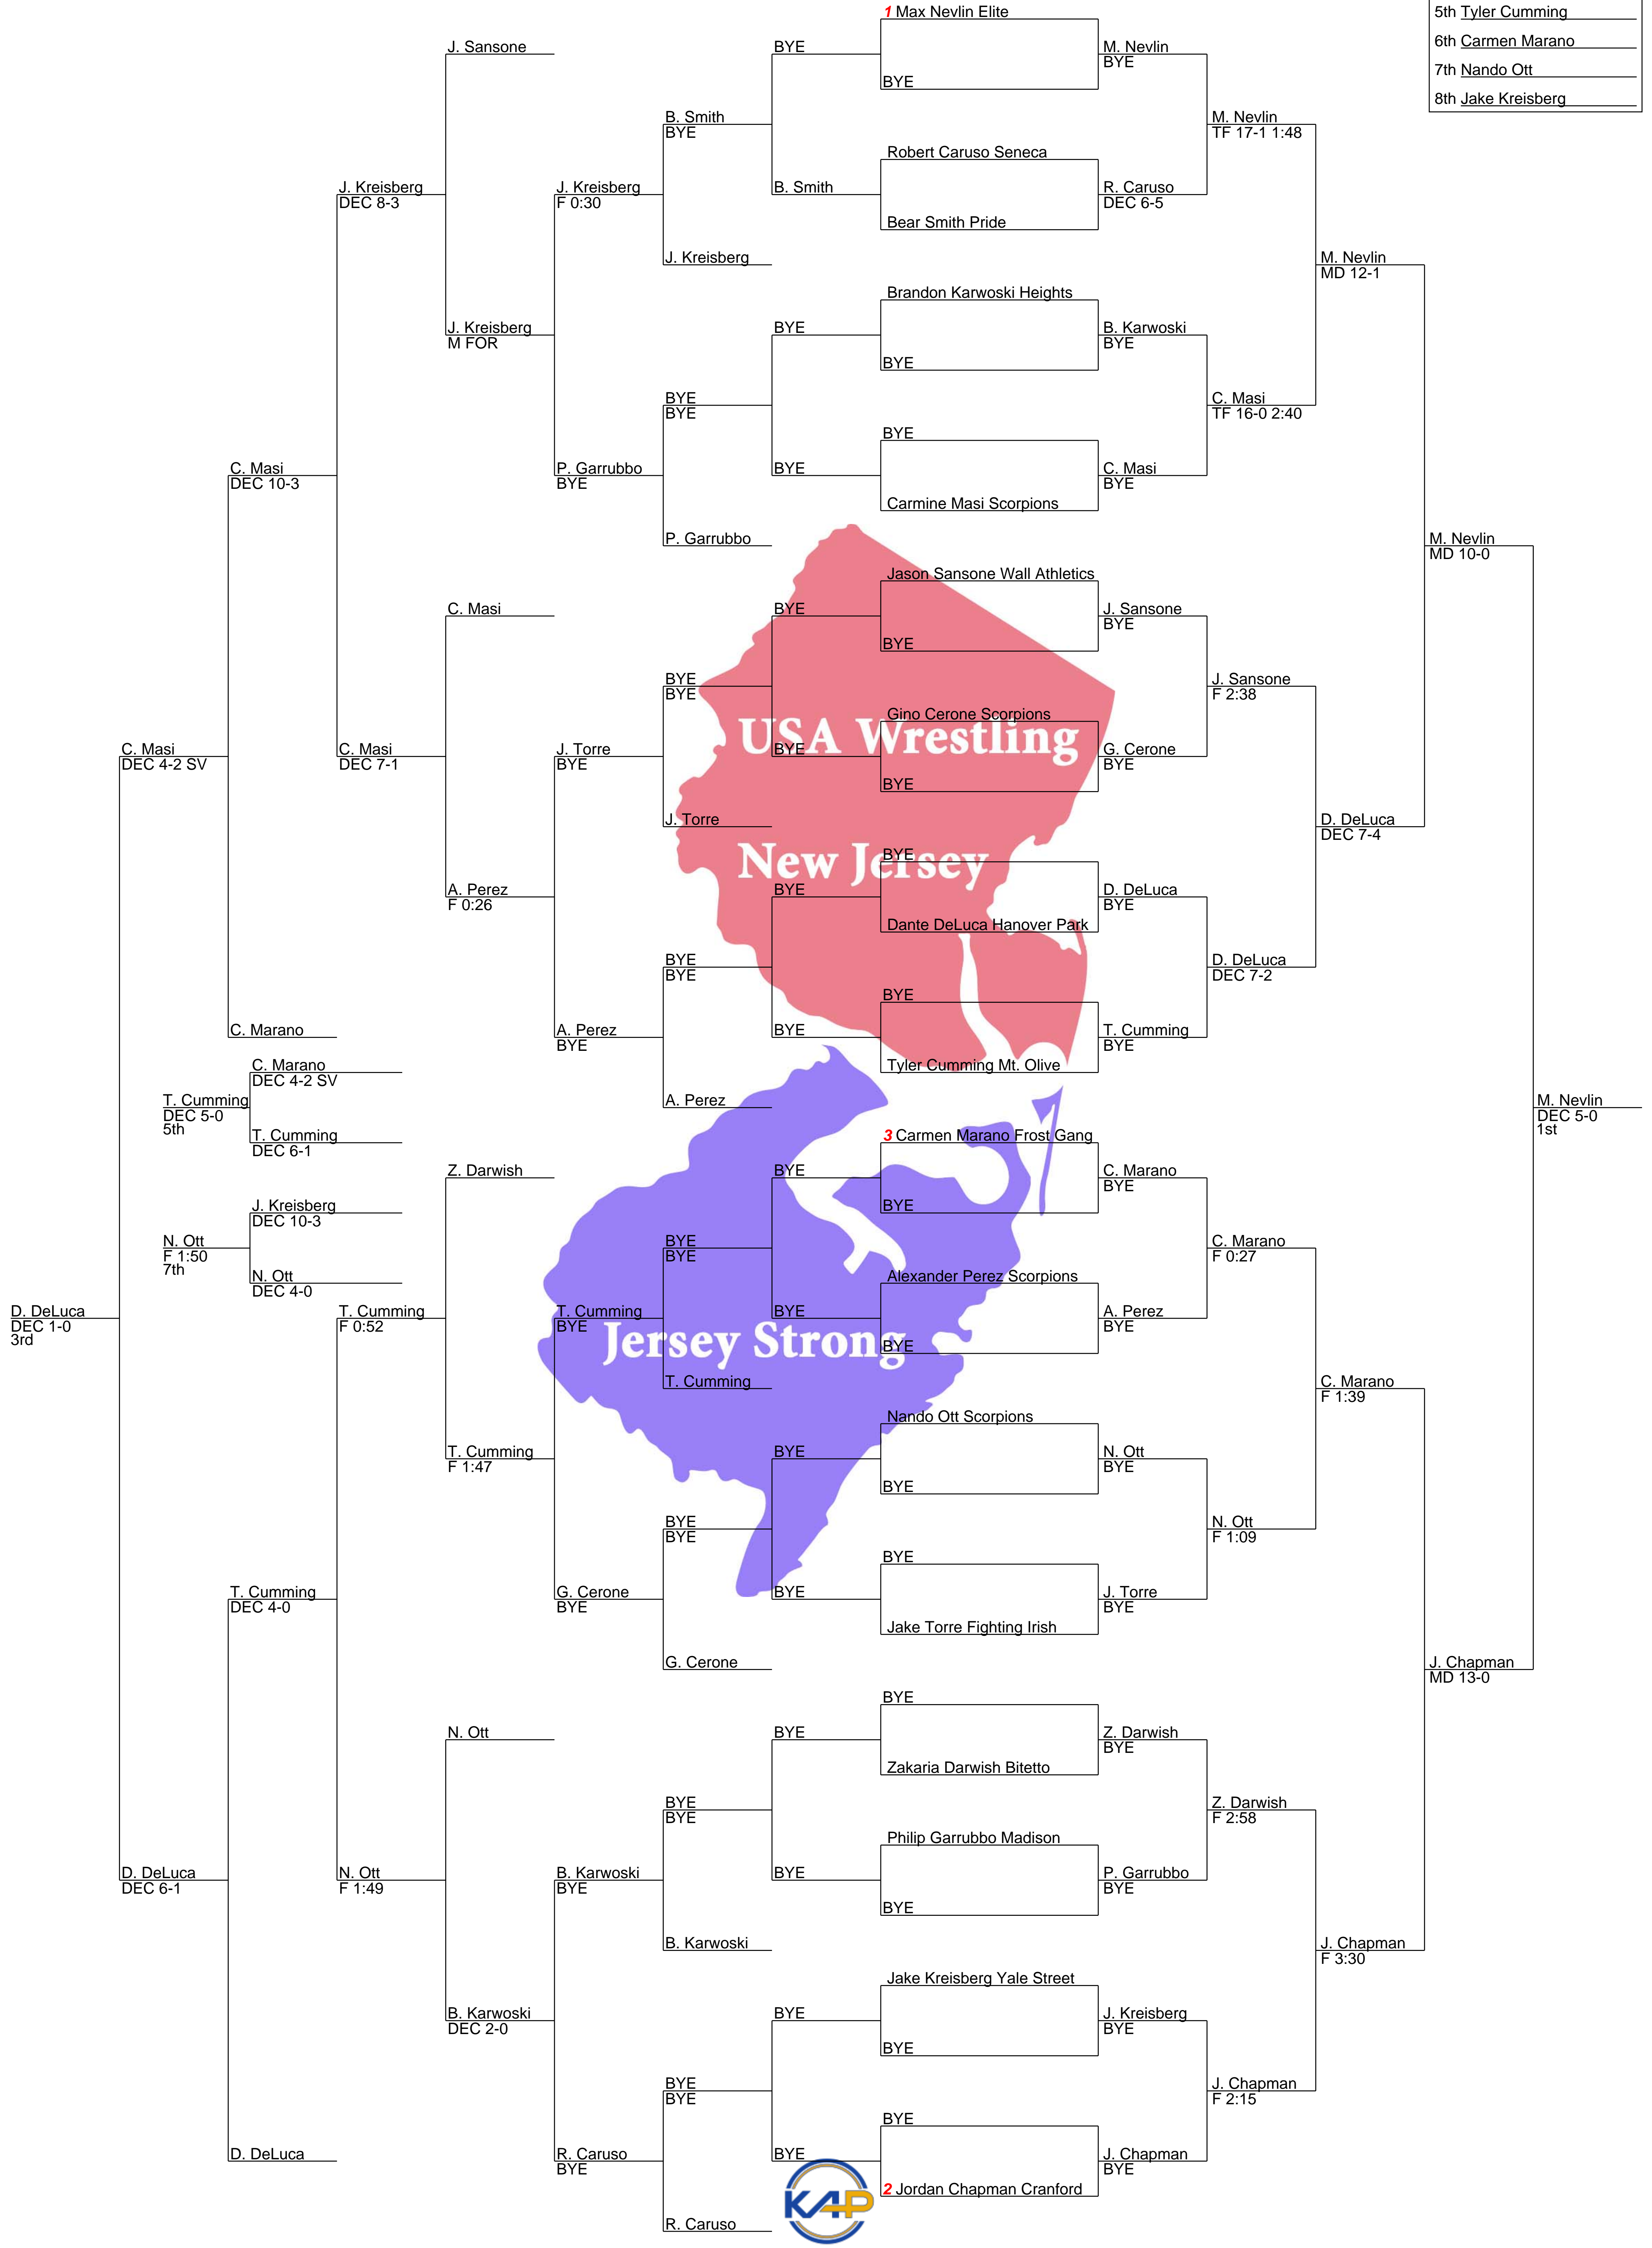 5th Tyler Cumming
6th Carmen Marano
7th Nando Ott
8th Jake Kreisberg
1 Max Nevlin Elite
BYE
Robert Caruso Seneca
Bear Smith Pride
Brandon Karwoski Heights
BYE
BYE
Carmine Masi Scorpions
Jason Sansone Wall Athletics
BYE
Gino Cerone Scorpions
BYE
BYE
Dante DeLuca Hanover Park
BYE
Tyler Cumming Mt. Olive
3 Carmen Marano Frost Gang
BYE
Alexander Perez Scorpions
BYE
Nando Ott Scorpions
BYE
BYE
Jake Torre Fighting Irish
BYE
Zakaria Darwish Bitetto
Philip Garrubbo Madison
BYE
Jake Kreisberg Yale Street
BYE
BYE
2 Jordan Chapman Cranford
M. Nevlin
BYE
R. Caruso
DEC 6-5
B. Karwoski
BYE
C. Masi
BYE
J. Sansone
BYE
G. Cerone
BYE
D. DeLuca
BYE
T. Cumming
BYE
C. Marano
BYE
A. Perez
BYE
N. Ott
BYE
J. Torre
BYE
Z. Darwish
BYE
P. Garrubbo
BYE
J. Kreisberg
BYE
J. Chapman
BYE
M. Nevlin
TF 17-1 1:48
C. Masi
TF 16-0 2:40
J. Sansone
F 2:38
D. DeLuca
DEC 7-2
C. Marano
F 0:27
N. Ott
F 1:09
Z. Darwish
F 2:58
J. Chapman
F 2:15
M. Nevlin
MD 12-1
D. DeLuca
DEC 7-4
C. Marano
F 1:39
J. Chapman
F 3:30
M. Nevlin
MD 10-0
J. Chapman
MD 13-0
M. Nevlin
DEC 5-0
1st
BYE
B. Smith
BYE
BYE
BYE
BYE
BYE
BYE
BYE
BYE
BYE
BYE
BYE
BYE
BYE
BYE
B. Smith
BYE
J. Kreisberg
BYE
BYE
P. Garrubbo
BYE
BYE
J. Torre
BYE
BYE
A. Perez
BYE
BYE
T. Cumming
BYE
BYE
G. Cerone
BYE
BYE
B. Karwoski
BYE
BYE
R. Caruso
J. Kreisberg
F 0:30
P. Garrubbo
BYE
J. Torre
BYE
A. Perez
BYE
T. Cumming
BYE
G. Cerone
BYE
B. Karwoski
BYE
R. Caruso
BYE
J. Sansone
J. Kreisberg
M FOR
C. Masi
A. Perez
F 0:26
Z. Darwish
T. Cumming
F 1:47
N. Ott
B. Karwoski
DEC 2-0
J. Kreisberg
DEC 8-3
C. Masi
DEC 7-1
T. Cumming
F 0:52
N. Ott
F 1:49
C. Masi
DEC 10-3
C. Marano
T. Cumming
DEC 4-0
D. DeLuca
C. Masi
DEC 4-2 SV
D. DeLuca
DEC 6-1
D. DeLuca
DEC 1-0
3rd
C. Marano
DEC 4-2 SV
T. Cumming
DEC 6-1
T. Cumming
DEC 5-0
5th
J. Kreisberg
DEC 10-3
N. Ott
DEC 4-0
N. Ott
F 1:50
7th
USA Wrestling
New Jersey
Jersey Strong
KAP